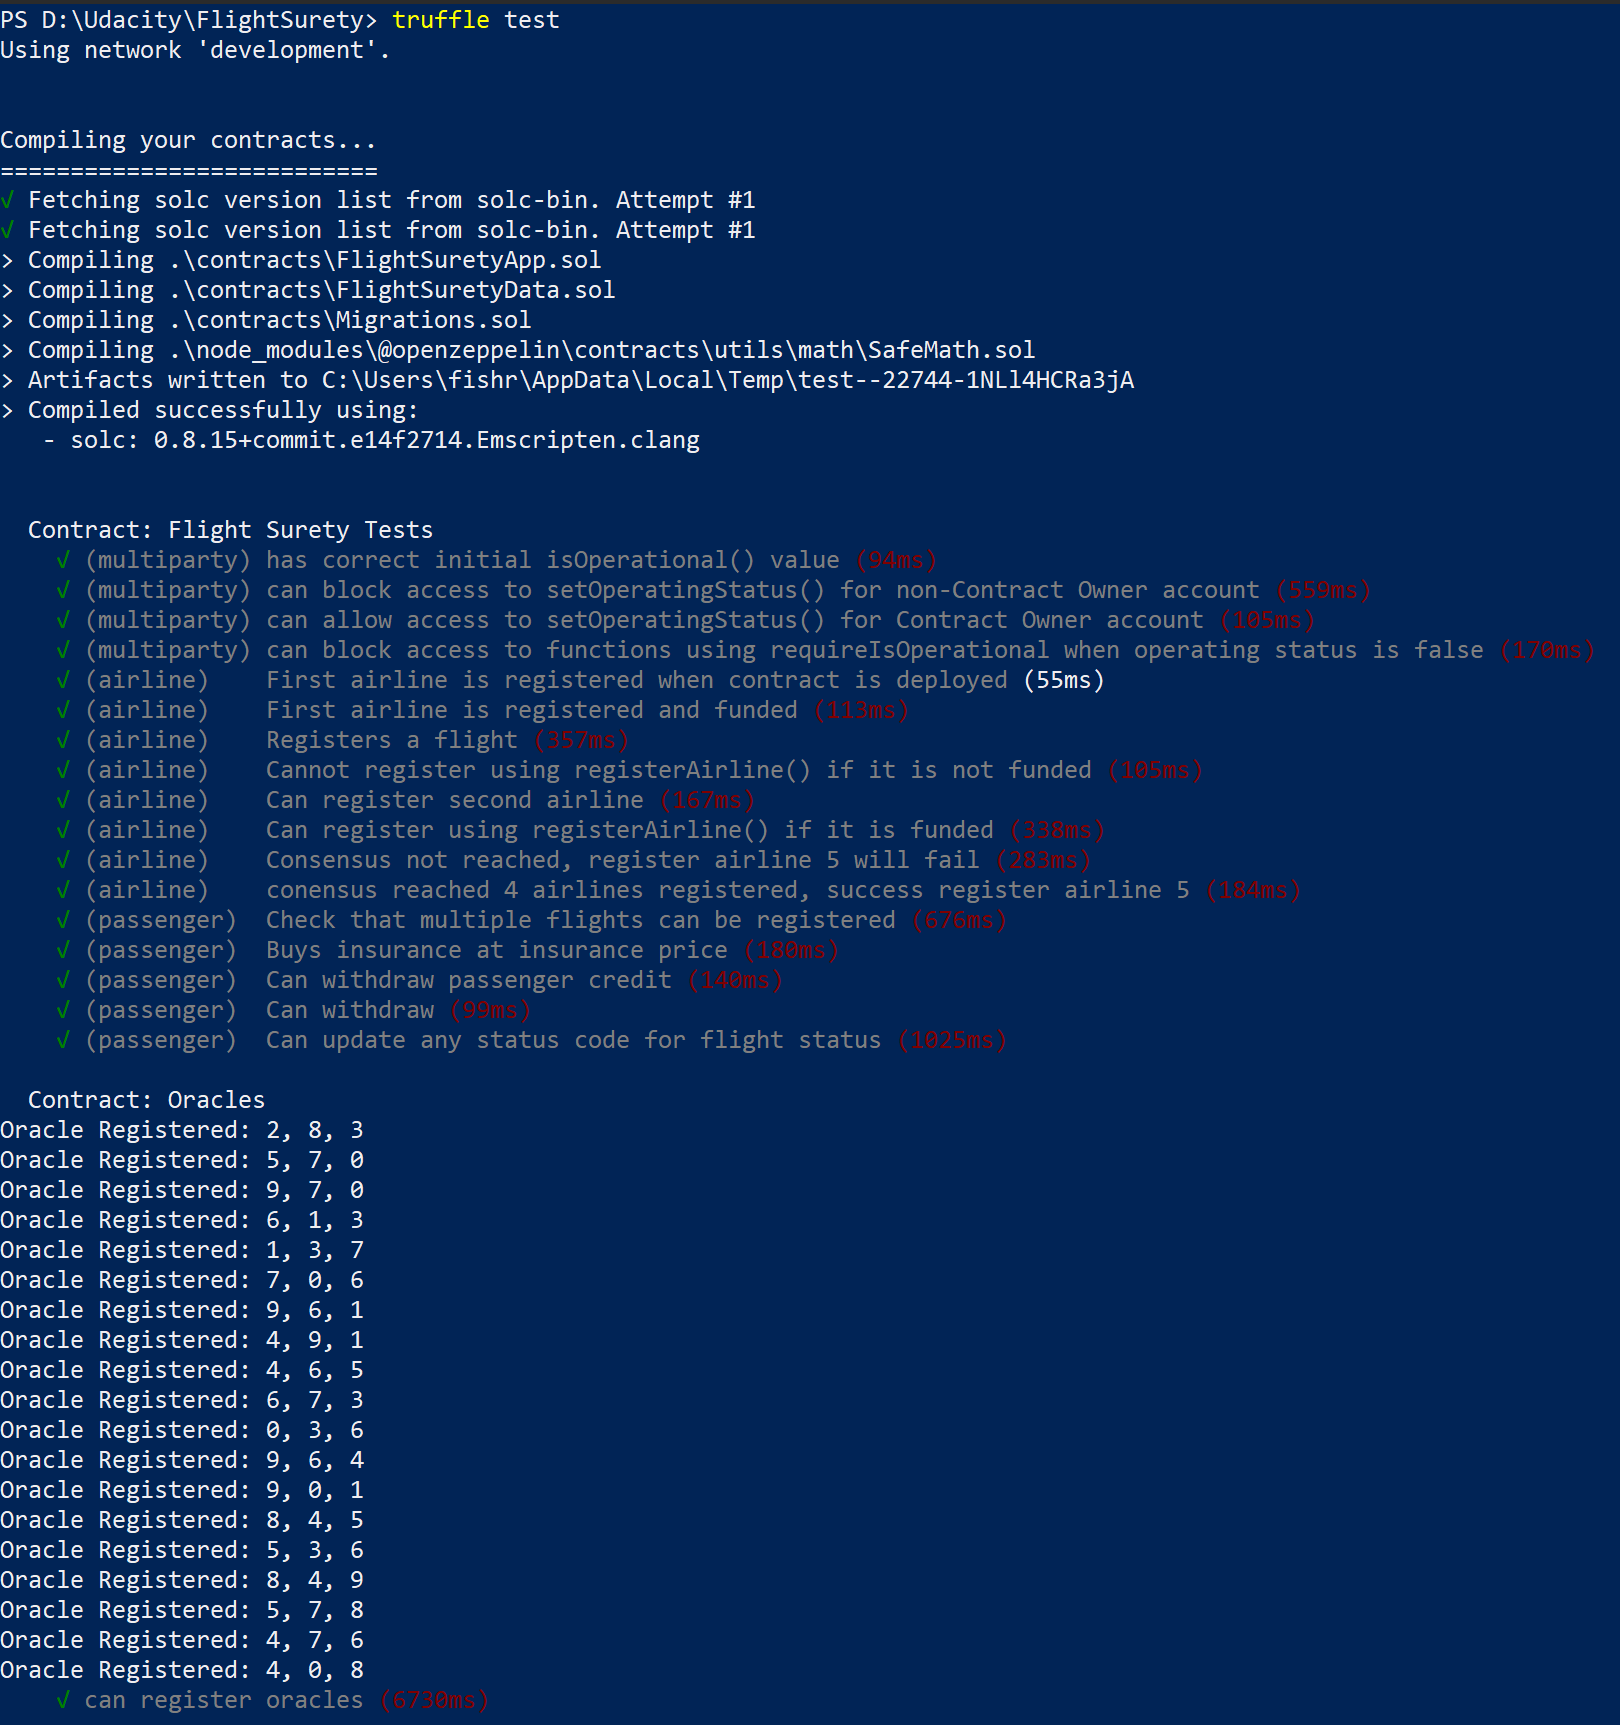 PS D:\Udacity\FlightSurety> truffle test
Using network 'development'.
Compiling your contracts...
===========================
√ Fetching solc version list from solc-bin. Attempt #1
√ Fetching solc version list from solc-bin. Attempt #1
> Compiling .\contracts\FlightSuretyApp.sol
> Compiling .\contracts\FlightSuretyData.sol
> Compiling .\contracts\Migrations.sol
> Compiling .\node_modules\@openzeppelin\contracts\utils\math\SafeMath.sol
> Artifacts written to C:\Users\fishr\AppData\Local\Temp\test--22744-1NLl4HCRa3jA
> Compiled successfully using:
   - solc: 0.8.15+commit.e14f2714.Emscripten.clang
  Contract: Flight Surety Tests
    √ (multiparty) has correct initial isOperational() value (94ms)
    √ (multiparty) can block access to setOperatingStatus() for non-Contract Owner account (559ms)
    √ (multiparty) can allow access to setOperatingStatus() for Contract Owner account (105ms)
    √ (multiparty) can block access to functions using requireIsOperational when operating status is false (170ms)
    √ (airline)    First airline is registered when contract is deployed (55ms)
    √ (airline)    First airline is registered and funded (113ms)
    √ (airline)    Registers a flight (357ms)
    √ (airline)    Cannot register using registerAirline() if it is not funded (105ms)
    √ (airline)    Can register second airline (167ms)
    √ (airline)    Can register using registerAirline() if it is funded (338ms)
    √ (airline)    Consensus not reached, register airline 5 will fail (283ms)
    √ (airline)    conensus reached 4 airlines registered, success register airline 5 (184ms)
    √ (passenger)  Check that multiple flights can be registered (676ms)
    √ (passenger)  Buys insurance at insurance price (180ms)
    √ (passenger)  Can withdraw passenger credit (140ms)
    √ (passenger)  Can withdraw (99ms)
    √ (passenger)  Can update any status code for flight status (1025ms)
  Contract: Oracles
Oracle Registered: 2, 8, 3
Oracle Registered: 5, 7, 0
Oracle Registered: 9, 7, 0
Oracle Registered: 6, 1, 3
Oracle Registered: 1, 3, 7
Oracle Registered: 7, 0, 6
Oracle Registered: 9, 6, 1
Oracle Registered: 4, 9, 1
Oracle Registered: 4, 6, 5
Oracle Registered: 6, 7, 3
Oracle Registered: 0, 3, 6
Oracle Registered: 9, 6, 4
Oracle Registered: 9, 0, 1
Oracle Registered: 8, 4, 5
Oracle Registered: 5, 3, 6
Oracle Registered: 8, 4, 9
Oracle Registered: 5, 7, 8
Oracle Registered: 4, 7, 6
Oracle Registered: 4, 0, 8
    √ can register oracles (6730ms)